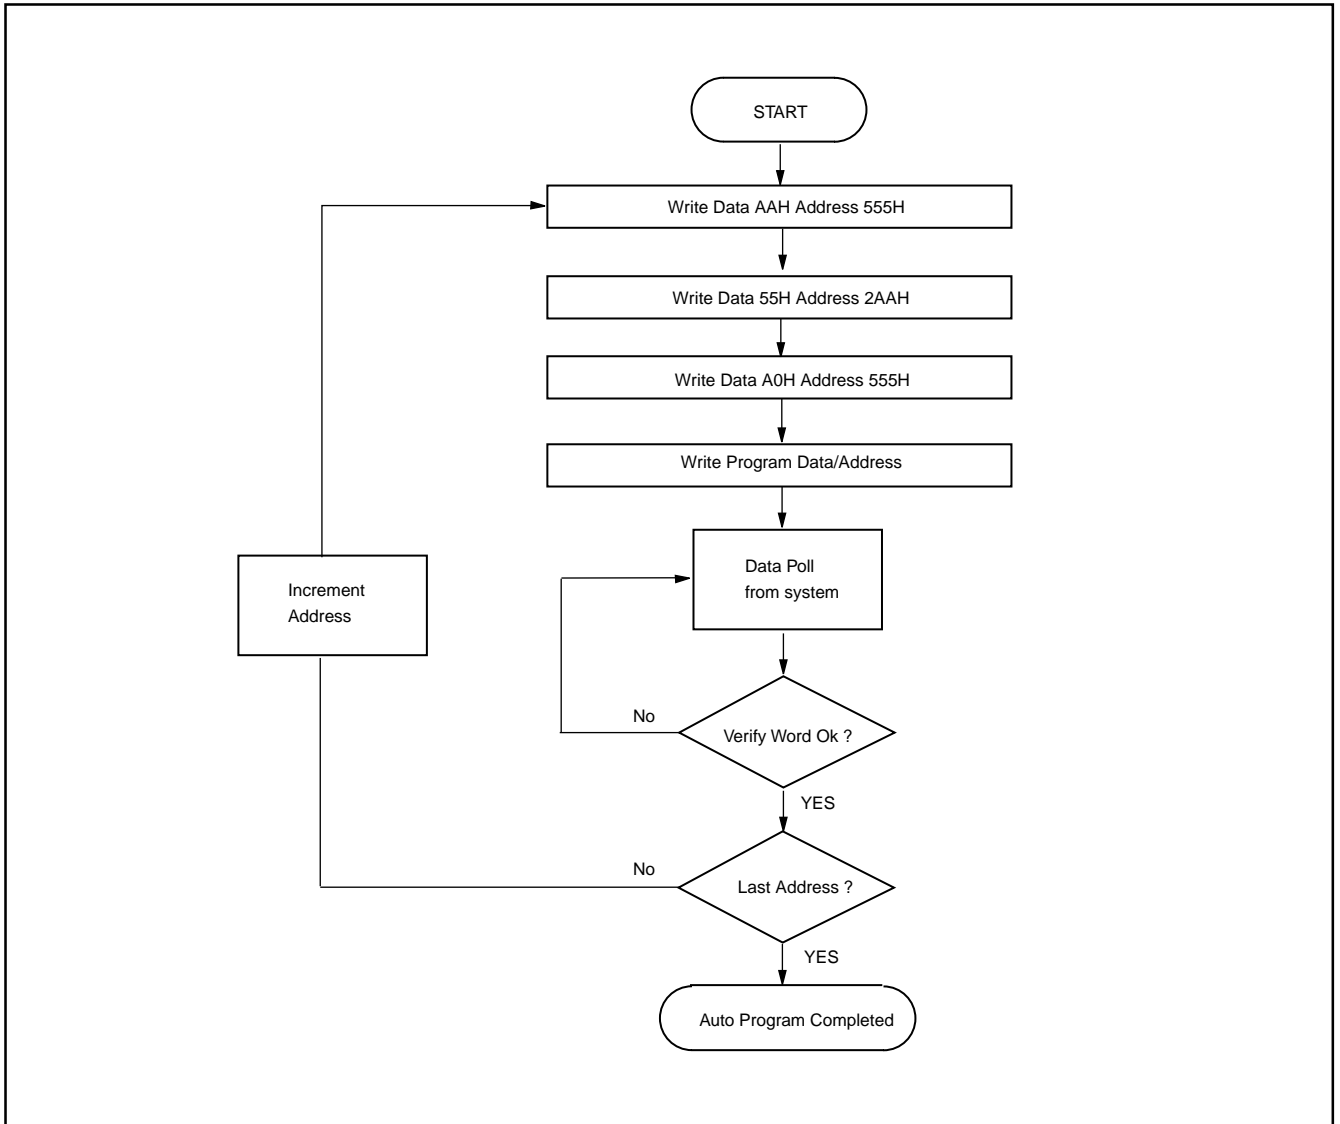 START
Write Data AAH Address 555H
Write Data 55H Address 2AAH
Write Data A0H Address 555H
Write Program Data/Address
Data Poll
from system
Increment
Address
No
Verify Word Ok ?
YES
No
Last Address ?
YES
Auto Program Completed